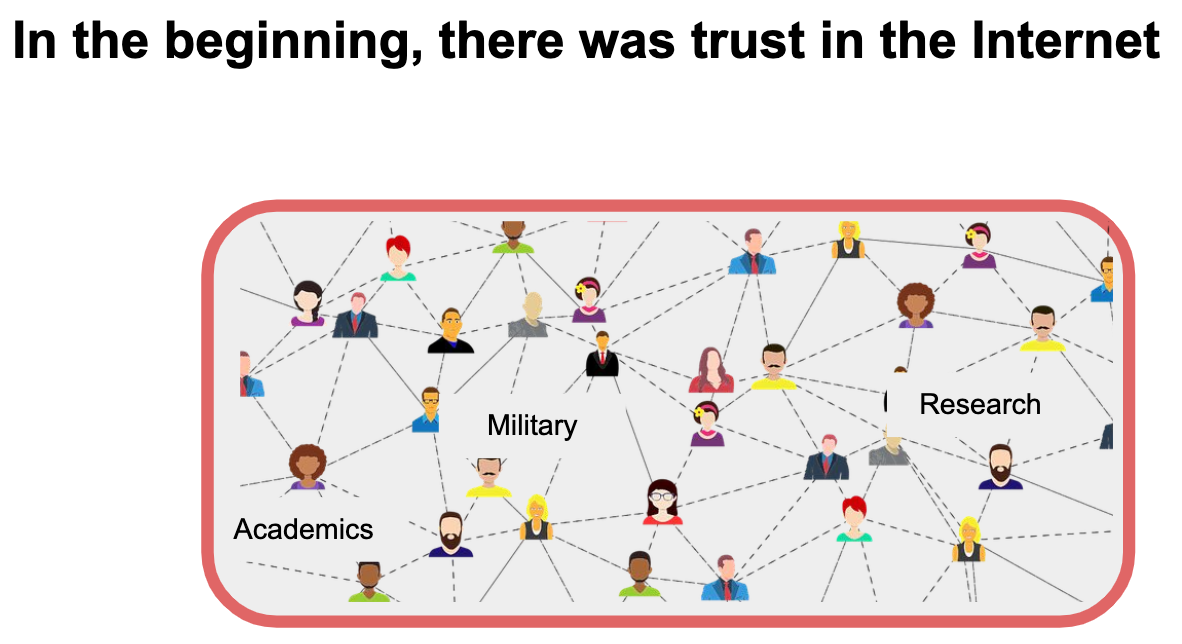 In the beginning, there was trust in the Internet
Research
Military
Academics